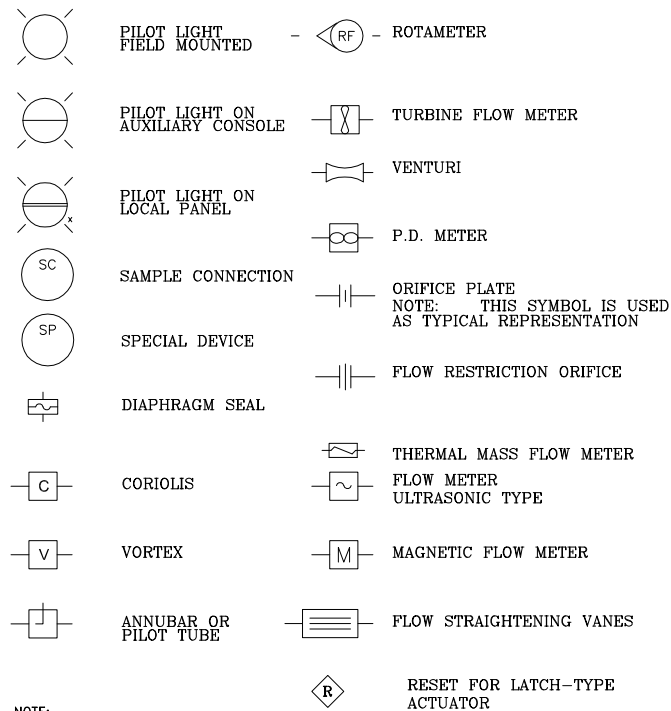 PILOT LIGHT
FIELD MOUNTED
PILOT LIGHT ON
AUXILIARY CONSOLE
PILOT LIGHT ON
LOCAL PANEL
x
SC
SAMPLE CONNECTION
SP
SPECIAL DEVICE
DIAPHRAGM SEAL
C
CORIOLIS
V
VORTEX
ANNUBAR OR
PILOT TUBE
NOTE:
RF
ROTAMETER
TURBINE FLOW METER
VENTURI
P.D. METER
ORIFICE PLATE
NOTE: THIS SYMBOL IS USED
AS TYPICAL REPRESENTATION
FLOW RESTRICTION ORIFICE
THERMAL MASS FLOW METER
FLOW METER
ULTRASONIC TYPE
M
MAGNETIC FLOW METER
FLOW STRAIGHTENING VANES
R
RESET FOR LATCH-TYPE
ACTUATOR